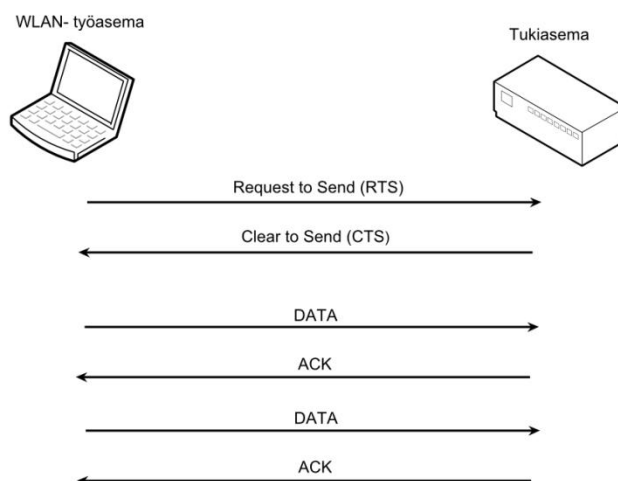 WLAN- työasema
Tukiasema
Request to Send (RTS)
Clear to Send (CTS)
DATA
ACK
DATA
ACK